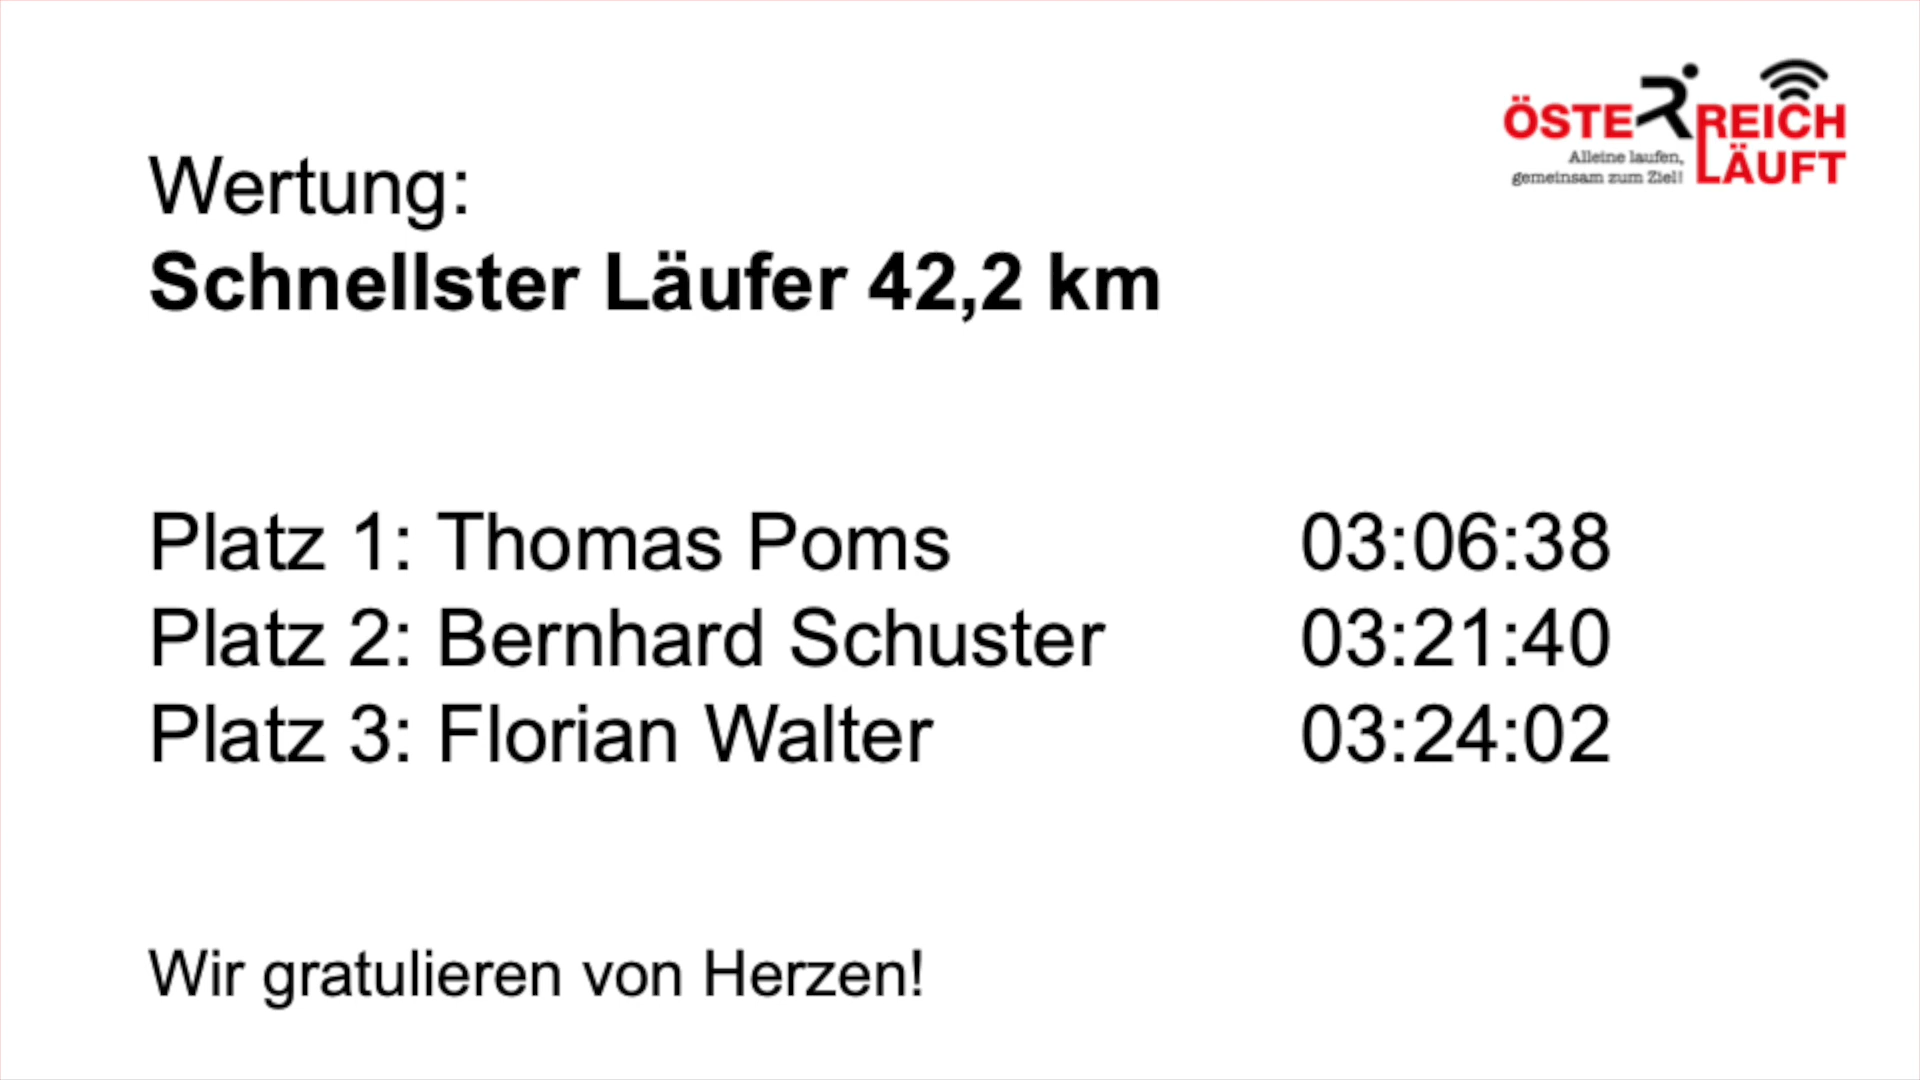 ÖSTERREICH
LÄUFT
Alleine laufen,
gemeinsam zum Ziel!
Wertung:
Schnellster Läufer 42,2 km
Platz 1: Thomas Poms 03:06:38
Platz 2: Bernhard Schuster 03:21:40
Platz 3: Florian Walter 03:24:02
Wir gratulieren von Herzen!